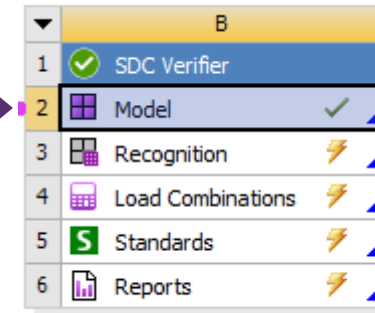 B
1 SDC Verifier
2 Model
3 Recognition
4 Load Combinations
5 S Standards
6 Reports